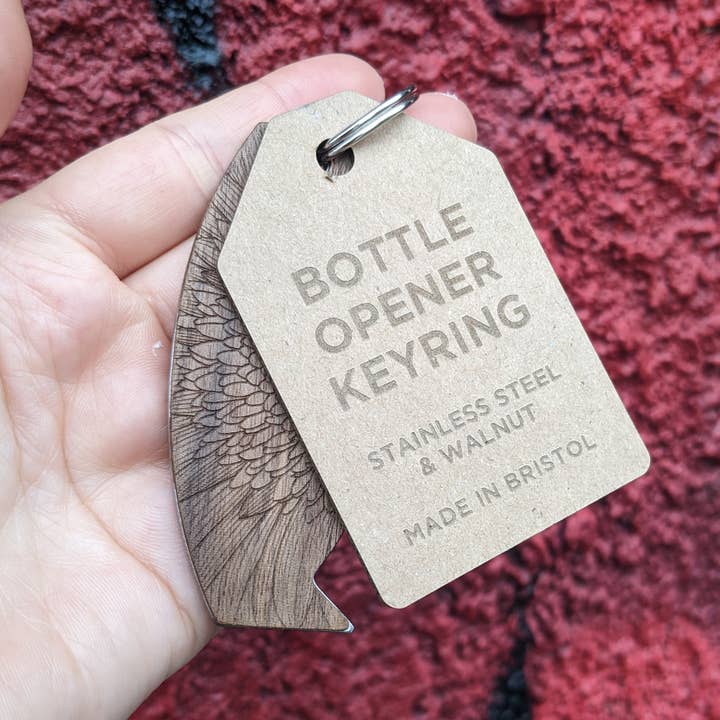 BOTTLE
OPENER
KEYRING
STAINLESS STEEL
& WALNUT
MADE IN BRISTOL